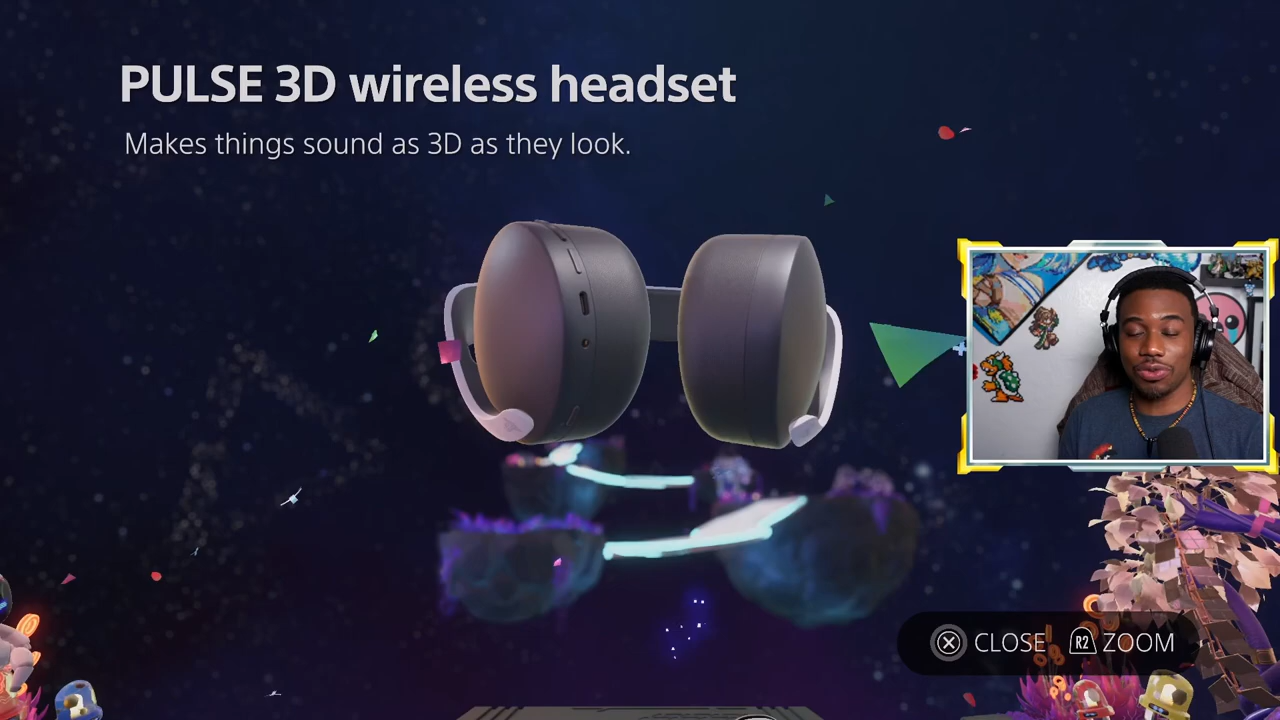 PULSE 3D wireless headset
Makes things sound as 3D as they look.
CLOSE R2 ZOOM